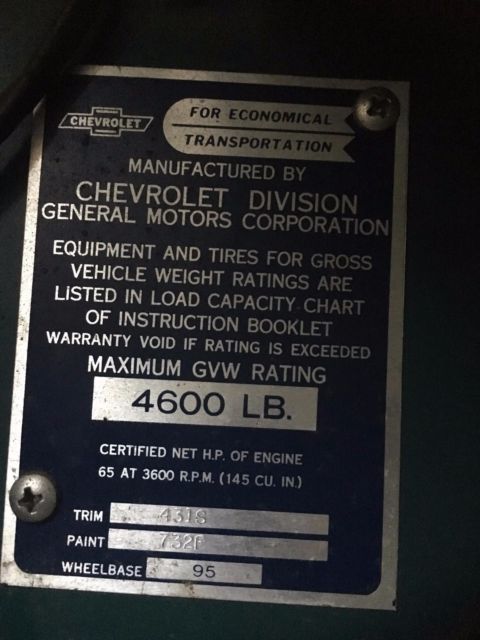 CHEVROLET
FOR ECONOMICAL
TRANSPORTATION
MANUFACTURED BY
CHEVROLET DIVISION
GENERAL MOTORS CORPORATION
EQUIPMENT AND TIRES FOR GROSS
VEHICLE WEIGHT RATINGS ARE
LISTED IN LOAD CAPACITY CHART
OF INSTRUCTION BOOKLET
WARRANTY VOID IF RATING IS EXCEEDED
MAXIMUM GVW RATING
4600 LB.
CERTIFIED NET H.P. OF ENGINE
65 AT 3600 R.P.M. (145 CU. IN.)
TRIM 431S
PAINT
WHEELBASE 95